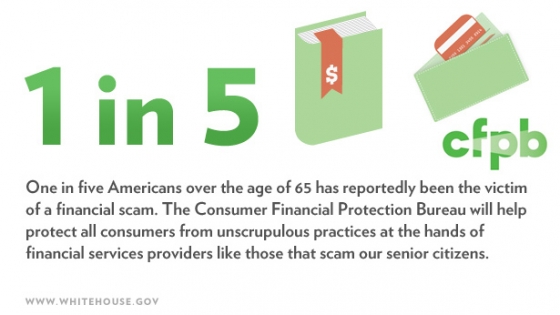 1 in 5
$
cfpb
One in five Americans over the age of 65 has reportedly been the victim
of a financial scam. The Consumer Financial Protection Bureau will help
protect all consumers from unscrupulous practices at the hands of
financial services providers like those that scam our senior citizens.
WWW.WHITEHOUSE.GOV